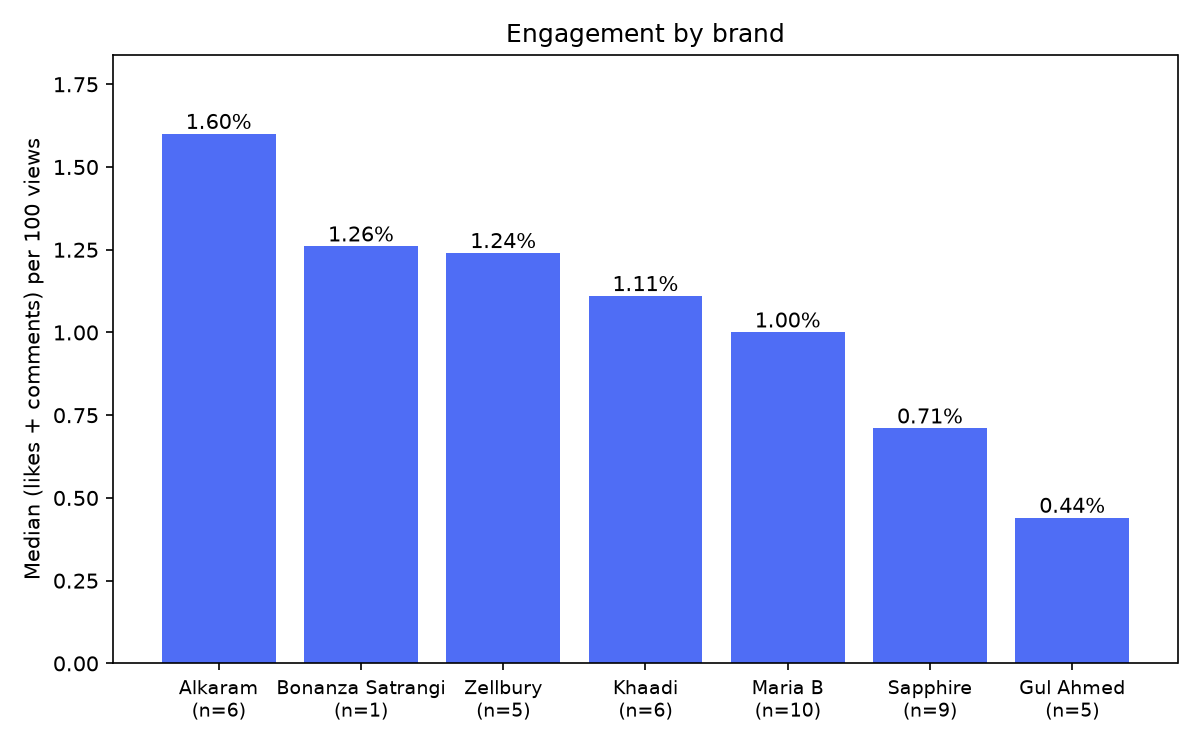 Engagement by brand
Median (likes + comments) per 100 views
1.75
1.50
1.25
1.00
0.75
0.50
0.25
0.00
1.60%
1.26%
1.24%
1.11%
1.00%
0.71%
0.44%
Alkaram
(n=6)
Bonanza Satrangi
(n=1)
Zellbury
(n=5)
Khaadi
(n=6)
Maria B
(n=10)
Sapphire
(n=9)
Gul Ahmed
(n=5)